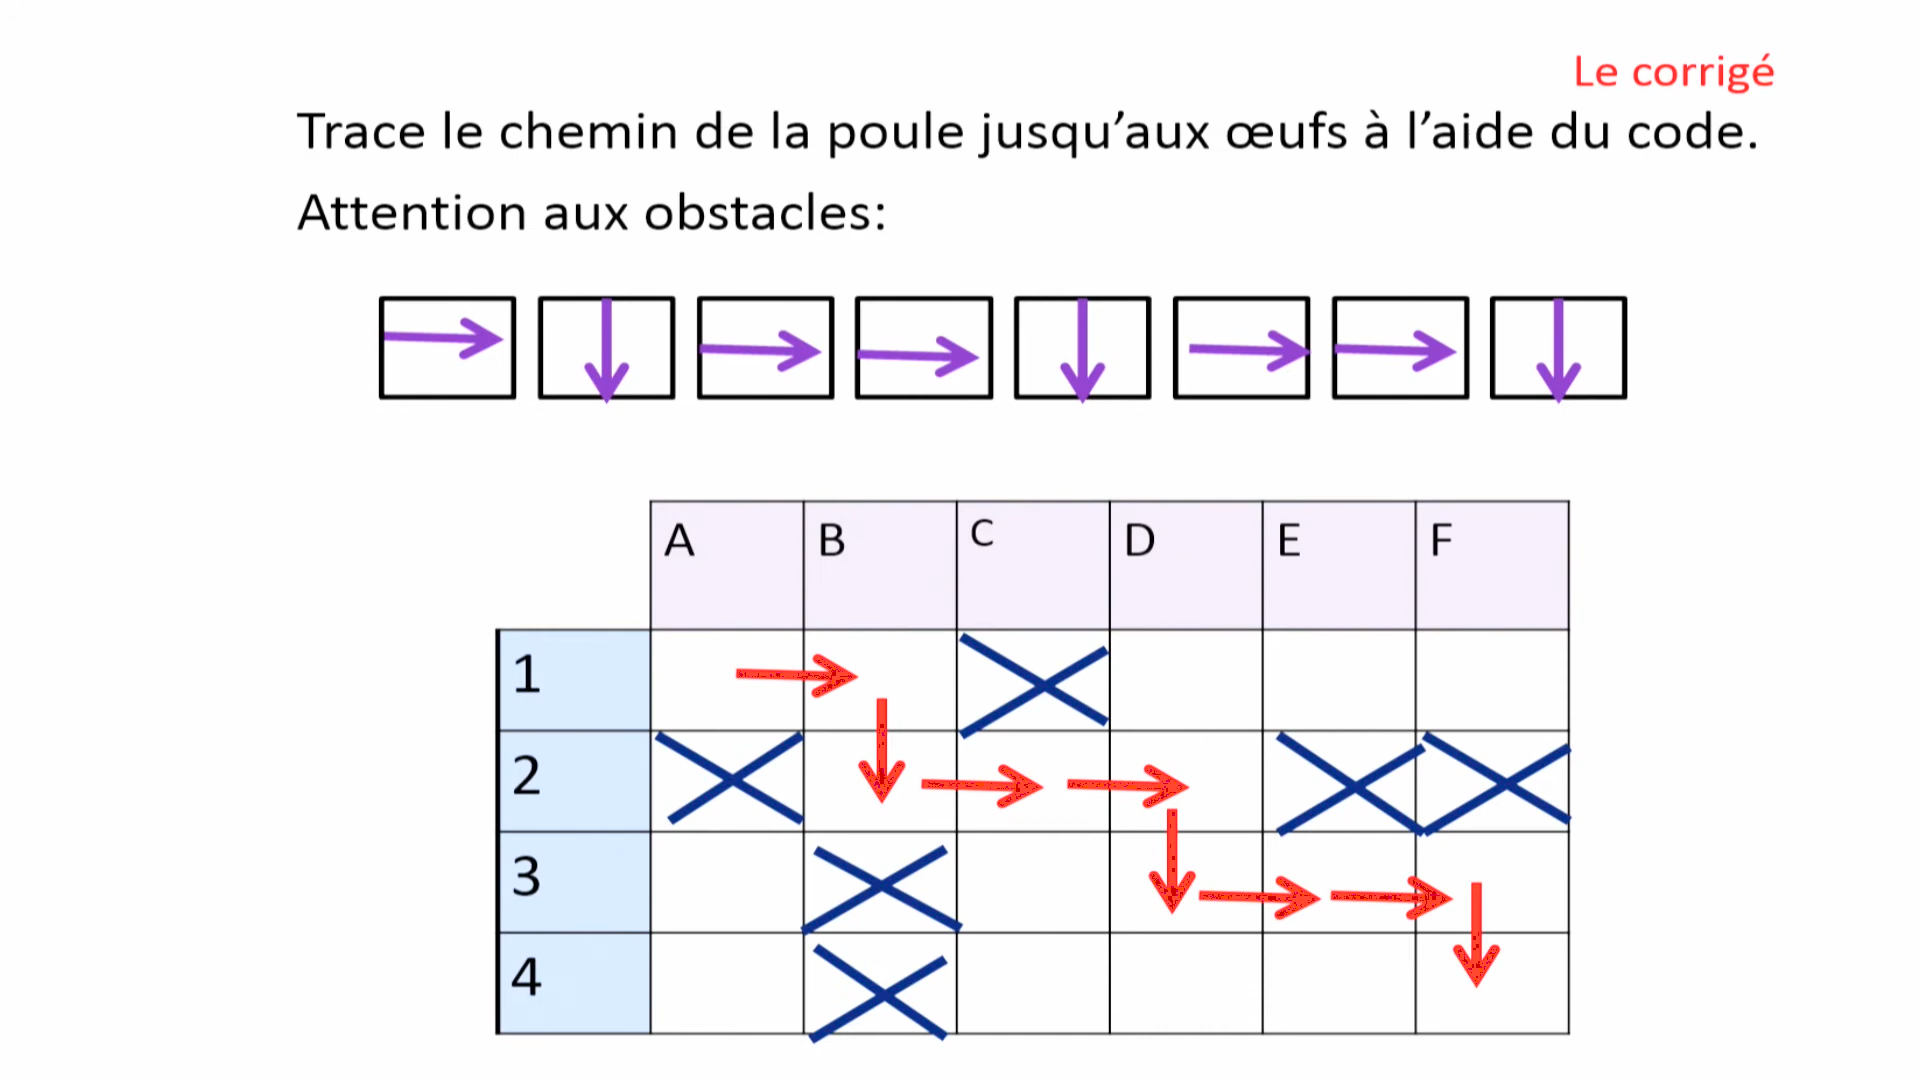 Le corrigé
Trace le chemin de la poule jusqu’aux œufs à l’aide du code.
Attention aux obstacles:
A B C D E F
1
2
3
4